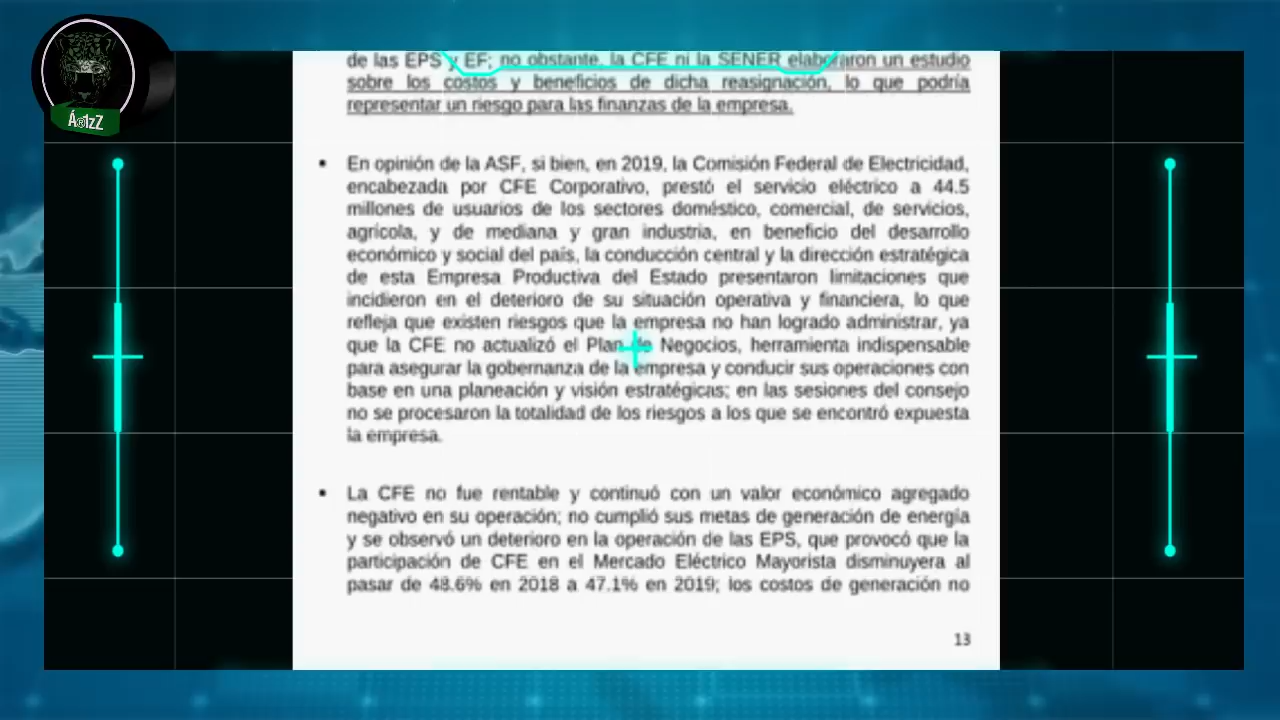 Á®1zZ
de las EPS y EF; no obstante, la CFE ni la SENER elaboraron un estudio
sobre los costos y beneficios de dicha reasignación, lo que podría
representar un riesgo para las finanzas de la empresa.
▪ En opinión de la ASF, si bien, en 2019, la Comisión Federal de Electricidad,
encabezada por CFE Corporativo, prestó el servicio eléctrico a 44.5
millones de usuarios de los sectores doméstico, comercial, de servicios,
agrícola, y de mediana y gran industria, en beneficio del desarrollo
económico y social del país, la conducción central y la dirección estratégica
de esta Empresa Productiva del Estado presentaron limitaciones que
incidieron en el deterioro de su situación operativa y financiera, lo que
refleja que existen riesgos que la empresa no han logrado administrar, ya
que la CFE no actualizó el Plan de Negocios, herramienta indispensable
para asegurar la gobernanza de la empresa y conducir sus operaciones con
base en una planeación y visión estratégicas; en las sesiones del consejo
no se procesaron la totalidad de los riesgos a los que se encontró expuesta
la empresa.
▪ La CFE no fue rentable y continuó con un valor económico agregado
negativo en su operación; no cumplió sus metas de generación de energía
y se observó un deterioro en la operación de las EPS, que provocó que la
participación de CFE en el Mercado Eléctrico Mayorista disminuyera al
pasar de 48.6% en 2018 a 47.1% en 2019; los costos de generación no
13